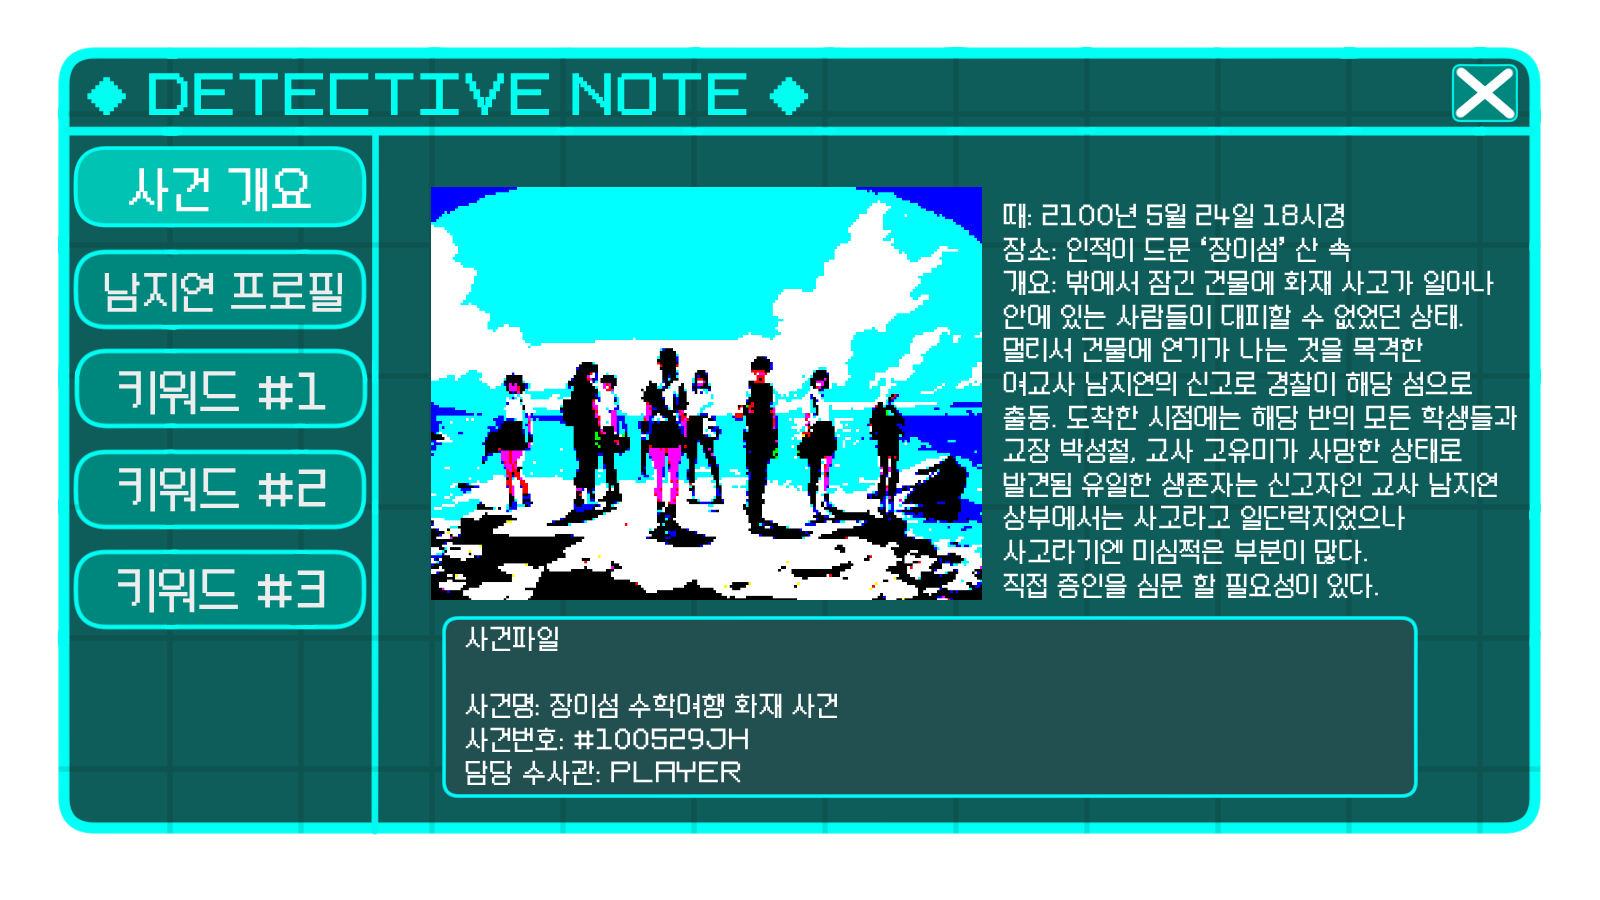 ◆ DETECTIVE NOTE ◆
사건 개요
남지연 프로필
키워드 #1
키워드 #2
키워드 #3
때: 2100년 5월 24일 18시경
장소: 인적이 드문 ‘장이섬’ 산 속
개요: 밖에서 잠긴 건물에 화재 사고가 일어나
안에 있는 사람들이 대피할 수 없었던 상태.
멀리서 건물에 연기가 나는 것을 목격한
여교사 남지연의 신고로 경찰이 해당 섬으로
출동. 도착한 시점에는 해당 반의 모든 학생들과
교장 박성철, 교사 고유미가 사망한 상태로
발견됨 유일한 생존자는 신고자인 교사 남지연
상부에서는 사고라고 일단락지었으나
사고라기엔 미심쩍은 부분이 많다.
직접 증인을 심문 할 필요성이 있다.
사건파일
사건명: 장이섬 수학여행 화재 사건
사건번호: #100529JH
담당 수사관: PLAYER